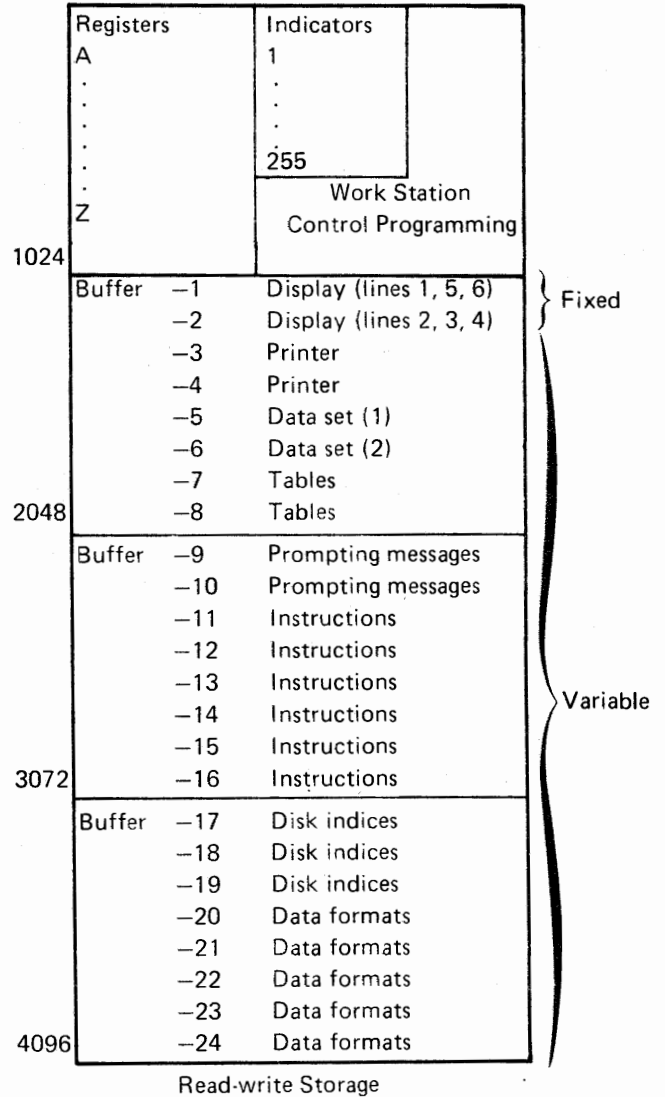 Registers Indicators
A 1
. .
. .
. .
. .
. 255
. Work Station
Z Control Programming
1024
Buffer –1 Display (lines 1, 5, 6)
–2 Display (lines 2, 3, 4)
Fixed
–3 Printer
–4 Printer
–5 Data set (1)
–6 Data set (2)
–7 Tables
2048 –8 Tables
Buffer –9 Prompting messages
–10 Prompting messages
–11 Instructions
–12 Instructions
–13 Instructions
–14 Instructions
Variable
–15 Instructions
3072 –16 Instructions
Buffer –17 Disk indices
–18 Disk indices
–19 Disk indices
–20 Data formats
–21 Data formats
–22 Data formats
–23 Data formats
4096 –24 Data formats
Read-write Storage